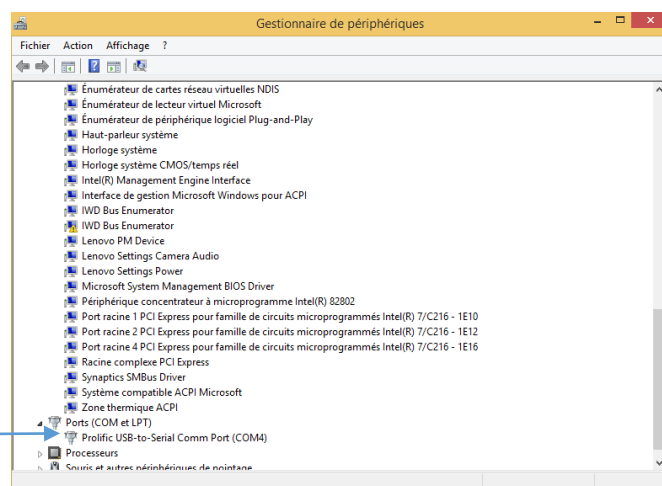 Gestionnaire de périphériques
Fichier Action Affichage ?
Énumérateur de cartes réseau virtuelles NDIS
Énumérateur de lecteur virtuel Microsoft
Énumérateur de périphérique logiciel Plug-and-Play
Haut-parleur système
Horloge système
Horloge système CMOS/temps réel
Intel(R) Management Engine Interface
Interface de gestion Microsoft Windows pour ACPI
IWD Bus Enumerator
IWD Bus Enumerator
Lenovo PM Device
Lenovo Settings Camera Audio
Lenovo Settings Power
Microsoft System Management BIOS Driver
Périphérique concentrateur à microprogramme Intel(R) 82802
Port racine 1 PCI Express pour famille de circuits microprogrammés Intel(R) 7/C216 - 1E10
Port racine 2 PCI Express pour famille de circuits microprogrammés Intel(R) 7/C216 - 1E12
Port racine 4 PCI Express pour famille de circuits microprogrammés Intel(R) 7/C216 - 1E16
Racine complexe PCI Express
Synaptics SMBus Driver
Système compatible ACPI Microsoft
Zone thermique ACPI
Ports (COM et LPT)
Prolific USB-to-Serial Comm Port (COM4)
Processeurs
Souris et autres périphériques de pointage